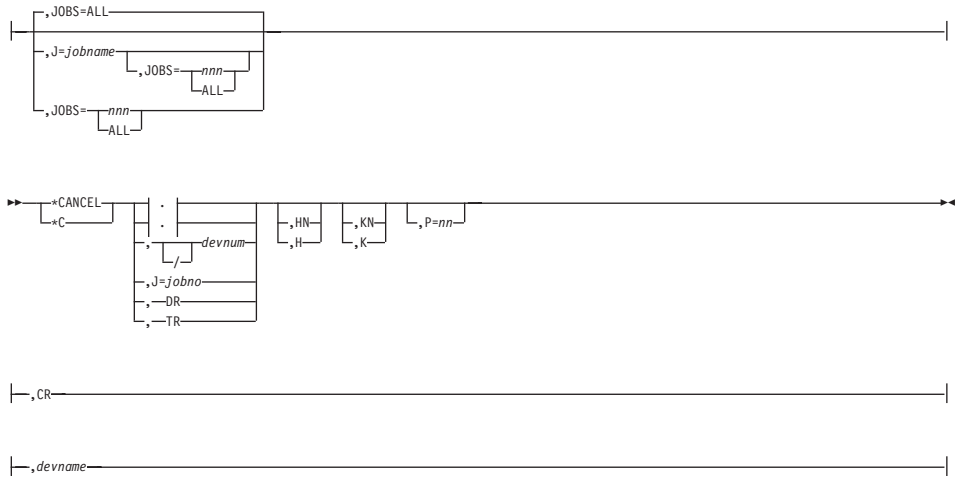 ,JOBS=ALL
,J=jobname
,JOBS= nnn
ALL
,JOBS= nnn
ALL
*CANCEL .
*C . ,HN ,KN ,P=nn
, / devnum ,H ,K
,J=jobno
, DR
, TR
,CR
,devname